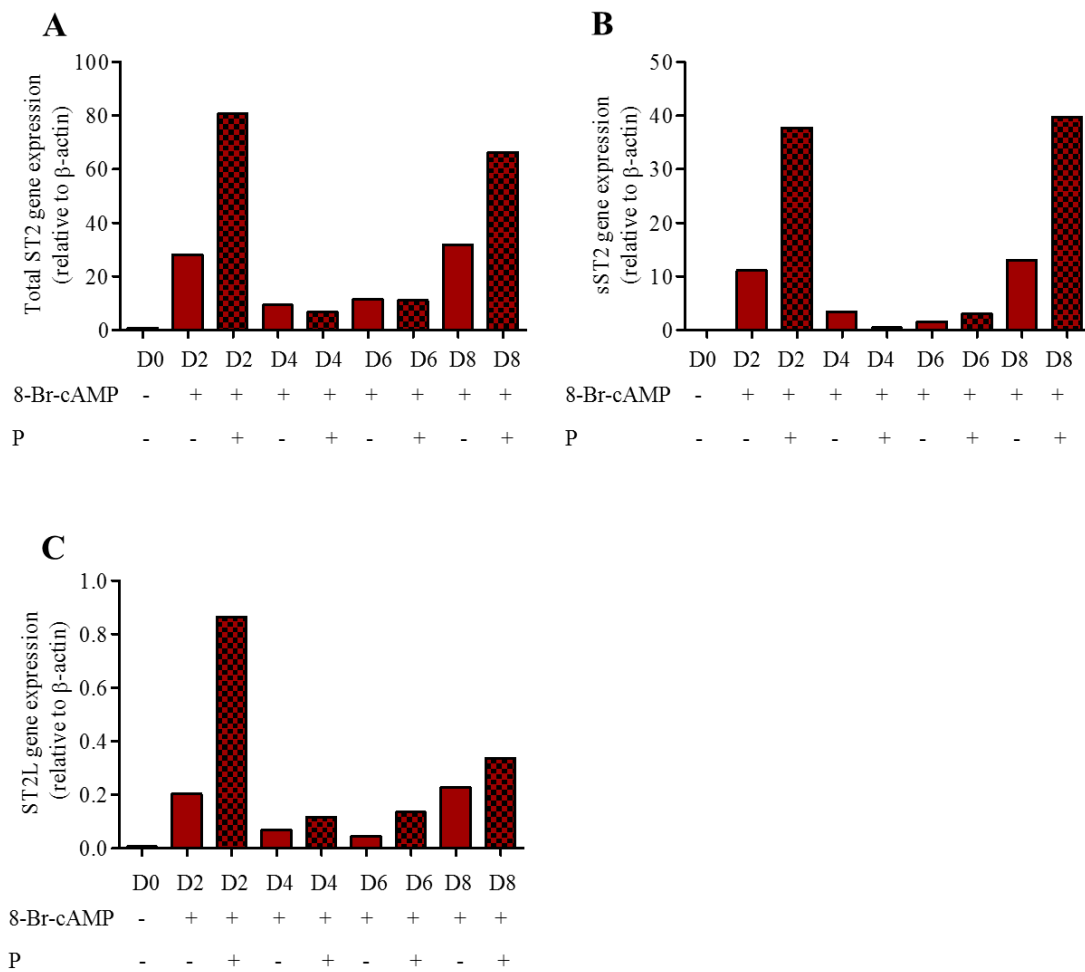 A
Total ST2 gene expression
(relative to β-actin)
100
80
60
40
20
0
D0 D2 D2 D4 D4 D6 D6 D8 D8
8-Br-cAMP - + + + + + + + +
P - - + - + - + - +
B
sST2 gene expression
(relative to β-actin)
50
40
30
20
10
0
D0 D2 D2 D4 D4 D6 D6 D8 D8
8-Br-cAMP - + + + + + + + +
P - - + - + - + - +
C
ST2L gene expression
(relative to β-actin)
1.0
0.8
0.6
0.4
0.2
0.0
D0 D2 D2 D4 D4 D6 D6 D8 D8
8-Br-cAMP - + + + + + + + +
P - - + - + - + - +